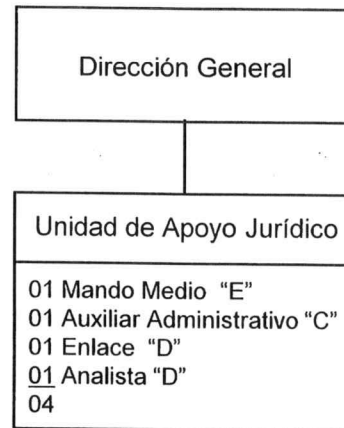 Dirección General
Unidad de Apoyo Jurídico
01 Mando Medio “E”
01 Auxiliar Administrativo “C”
01 Enlace “D”
01 Analista “D”
04